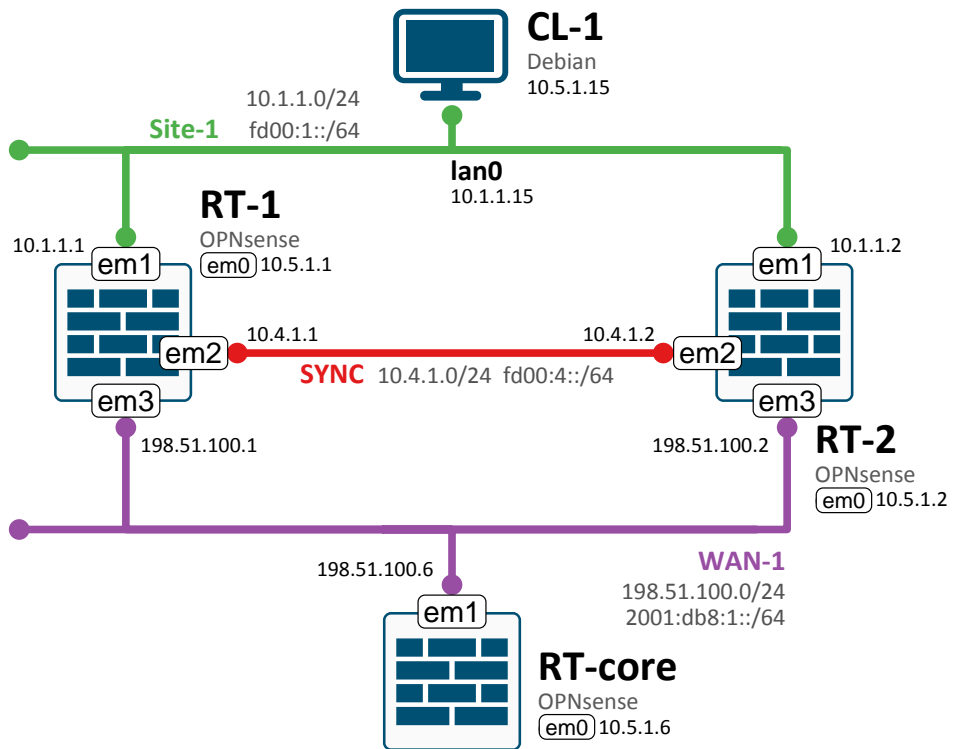 CL-1
Debian
10.5.1.15
10.1.1.0/24
Site-1 fd00:1::/64
lan0
10.1.1.15
RT-1
OPNsense
em0 10.5.1.1
10.1.1.1
em1
10.1.1.2
em1
em2
10.4.1.1
10.4.1.2
em2
SYNC 10.4.1.0/24 fd00:4::/64
em3
198.51.100.1
em3
198.51.100.2
RT-2
OPNsense
em0 10.5.1.2
WAN-1
198.51.100.0/24
2001:db8:1::/64
198.51.100.6
em1
RT-core
OPNsense
em0 10.5.1.6